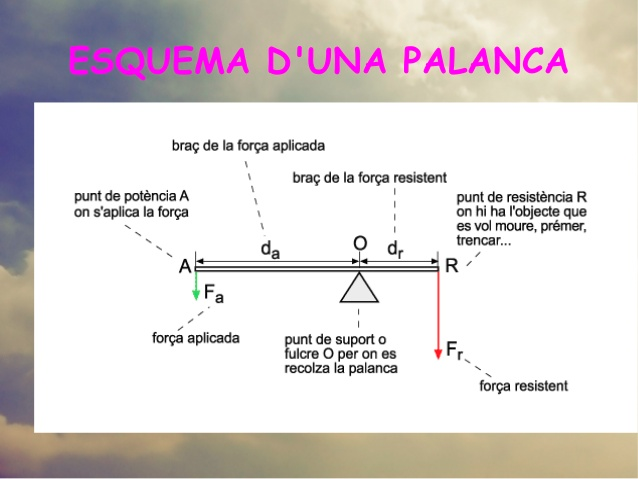 ESQUEMA D'UNA PALANCA
braç de la força aplicada
braç de la força resistent
punt de potència A
on s'aplica la força
punt de resistència R
on hi ha l'objecte que
es vol moure, prémer,
trencar...
da
O
dr
A
R
Fa
força aplicada
punt de suport o
fulcre O per on es
recolza la palanca
Fr
força resistent